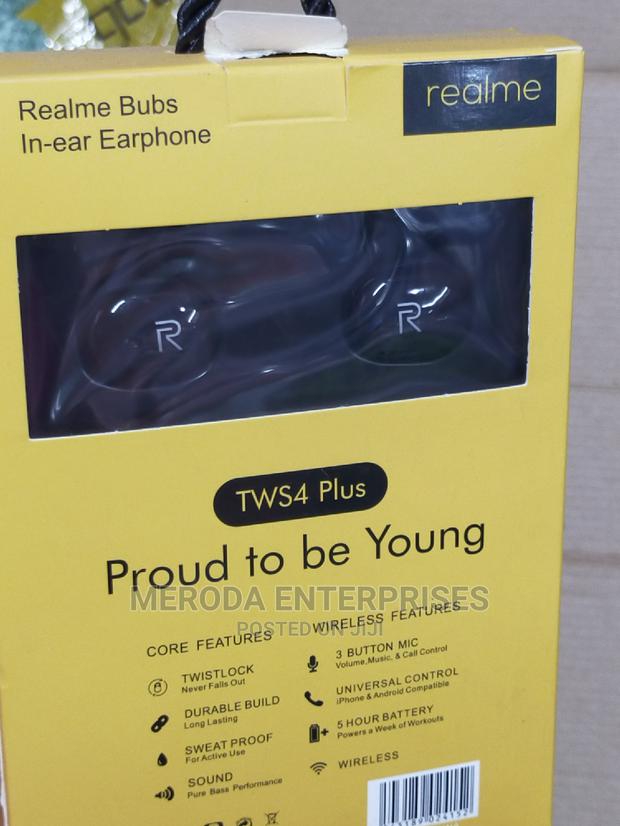 Realme Bubs
In-ear Earphone
realme
R
R
TWS4 Plus
Proud to be Young
MERODA ENTERPRISES
POSTED ON JIJI
CORE FEATURES
TWISTLOCK
Never Falls Out
DURABLE BUILD
Long Lasting
SWEAT PROOF
For Active Use
SOUND
Pure Bass Performance
WIRELESS FEATURES
3 BUTTON MIC
Volume,Music, & Call Control
UNIVERSAL CONTROL
iPhone & Android Compatible
5 HOUR BATTERY
Powers a Week of Workouts
WIRELESS